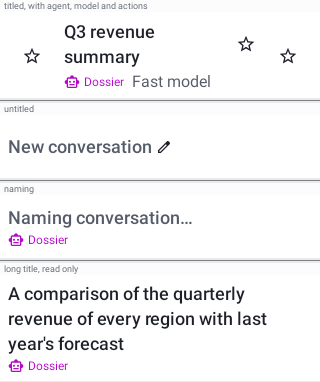 titled, with agent, model and actions
Q3 revenue
summary
Dossier Fast model
untitled
New conversation
naming
Naming conversation…
Dossier
long title, read only
A comparison of the quarterly
revenue of every region with last
year's forecast
Dossier